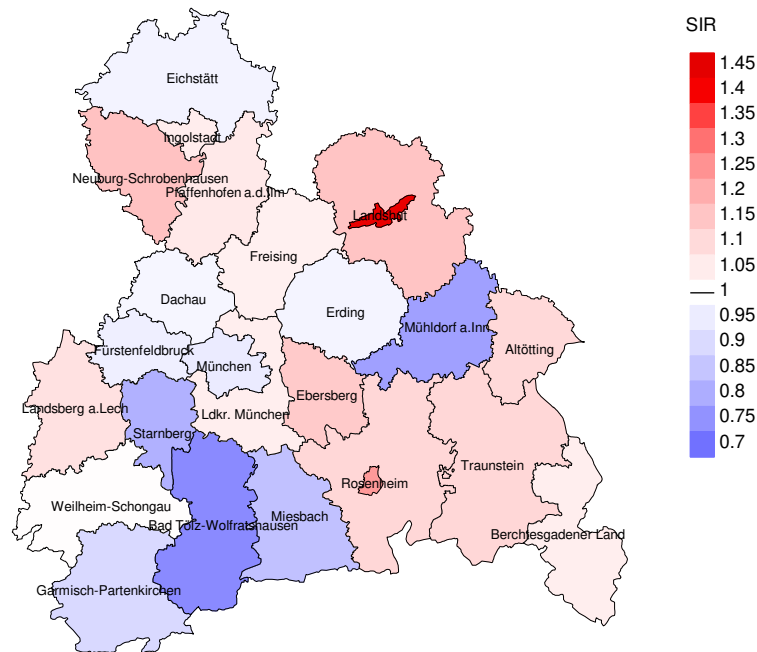 SIR
1.45
1.4
1.35
1.3
1.25
1.2
1.15
1.1
1.05
1
0.95
0.9
0.85
0.8
0.75
0.7
Eichstätt
Ingolstadt
Neuburg-Schrobenhausen
Pfaffenhofen a.d.Ilm
Landshut
Freising
Dachau
Erding
Mühldorf a.Inn
Fürstenfeldbruck
München
Altötting
Ebersberg
Landsberg a.Lech
Ldkr. München
Starnberg
Traunstein
Rosenheim
Weilheim-Schongau
Miesbach
Bad Tölz-Wolfratshausen
Berchtesgadener Land
Garmisch-Partenkirchen